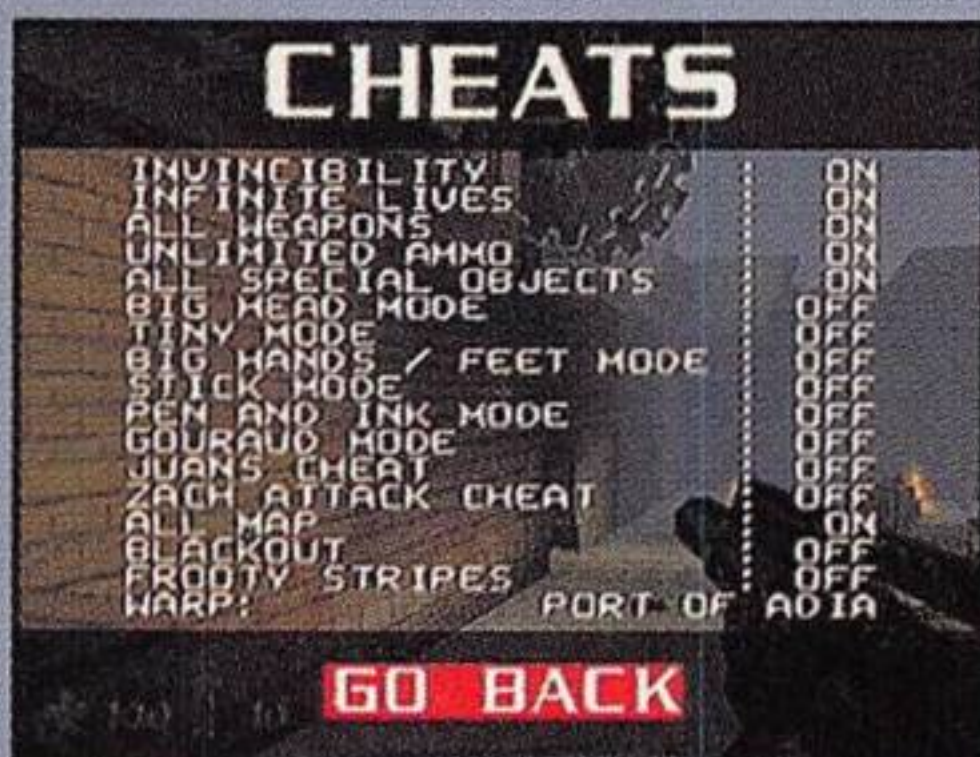 CHEATS
INVINCIBILITY ON
INFINITE LIVES ON
ALL WEAPONS ON
UNLIMITED AMMO ON
ALL SPECIAL OBJECTS ON
BIG HEAD MODE OFF
TINY MODE OFF
BIG HANDS / FEET MODE OFF
STICK MODE OFF
PEN AND INK MODE OFF
GOURAUD MODE OFF
JUANS CHEAT OFF
ZACH ATTACK CHEAT OFF
ALL MAP ON
BLACKOUT OFF
FROOTY STRIPES OFF
WARP: PORT OF ADIA
GO BACK